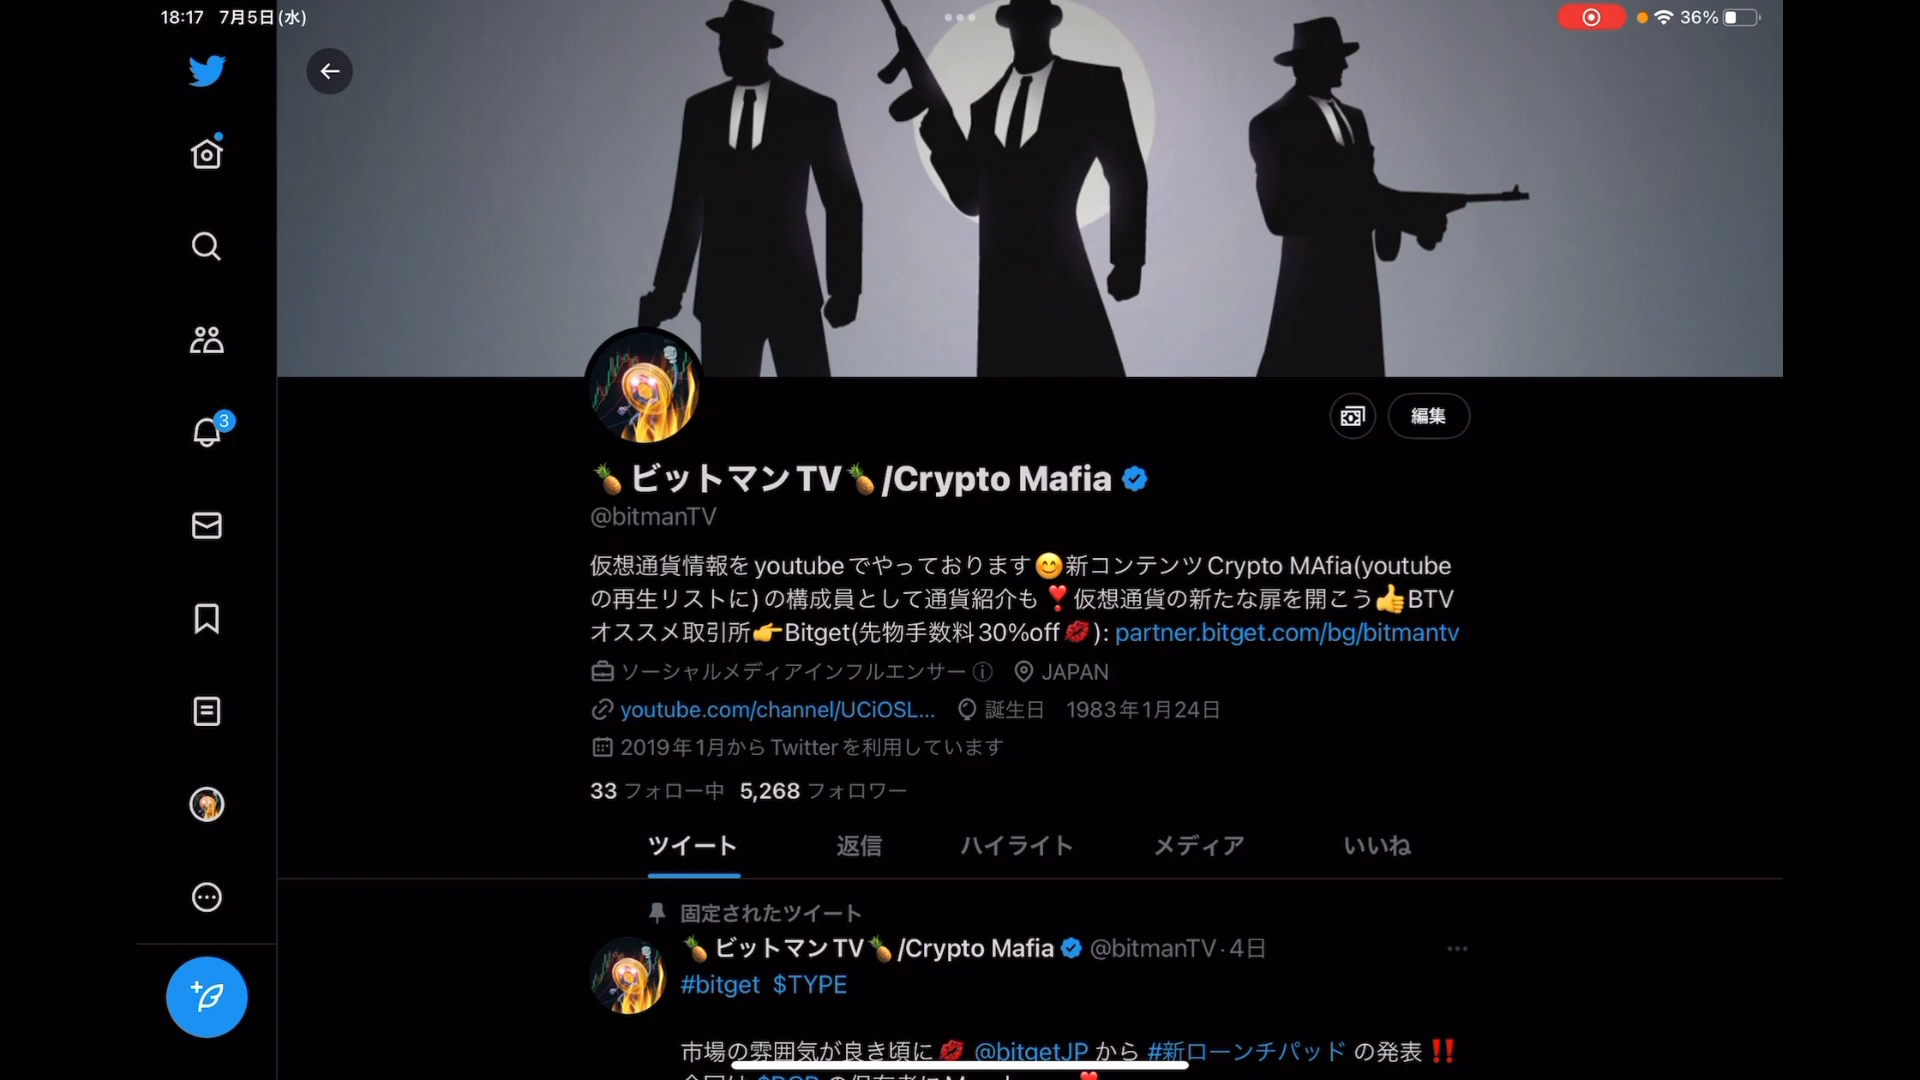 18:17 7月5日(水)
36%
3
編集
🍍ビットマンTV🍍/Crypto Mafia
@bitmanTV
仮想通貨情報をyoutubeでやっております😊新コンテンツCrypto MAfia(youtube
の再生リストに)の構成員として通貨紹介も❣️仮想通貨の新たな扉を開こう👍BTV
オススメ取引所👉Bitget(先物手数料30%off💋): partner.bitget.com/bg/bitmantv
ソーシャルメディアインフルエンサー JAPAN
youtube.com/channel/UCiOSL... 誕生日 1983年1月24日
2019年1月からTwitterを利用しています
33 フォロー中 5,268 フォロワー
ツイート 返信 ハイライト メディア いいね
固定されたツイート
🍍ビットマンTV🍍/Crypto Mafia @bitmanTV·4日
#bitget $TYPE
市場の雰囲気が良き頃に💋 @bitgetJP から #新ローンチパッド の発表‼️